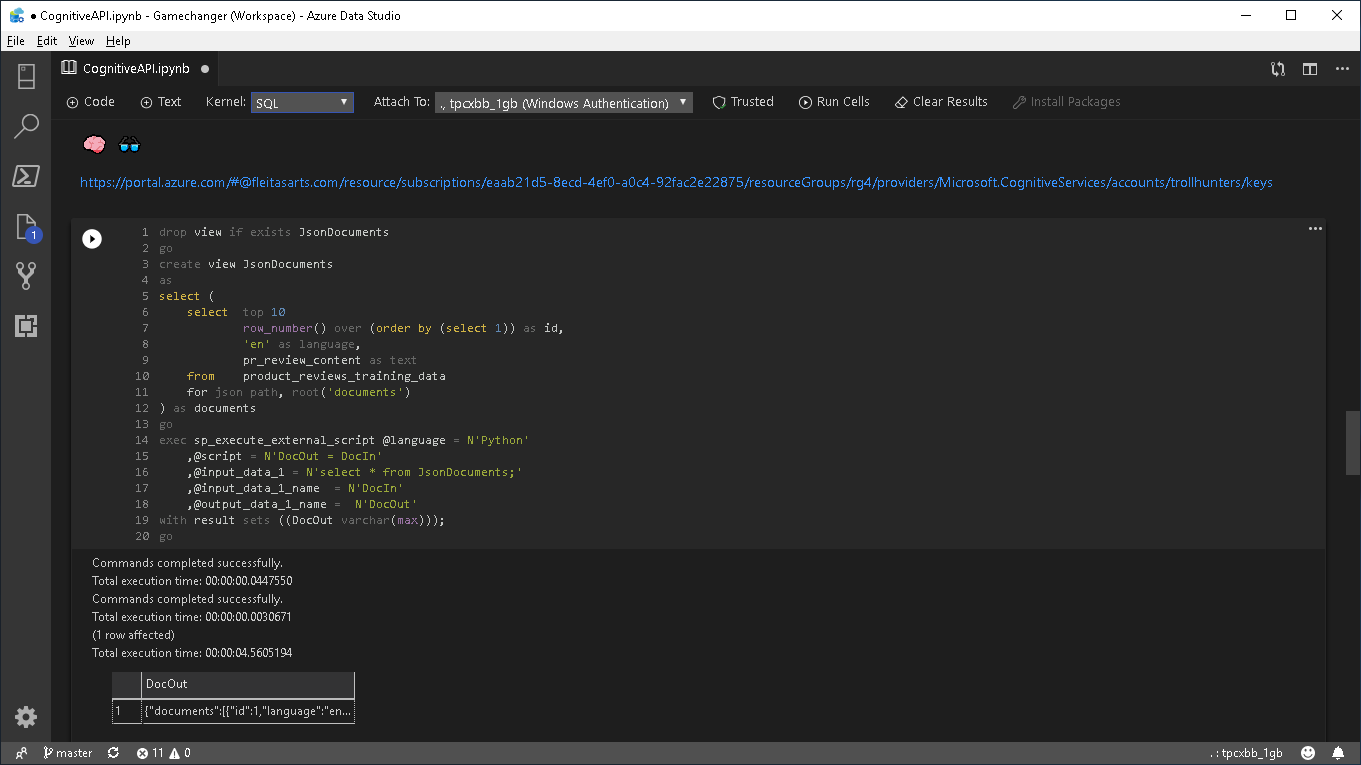 ● CognitiveAPI.ipynb - Gamechanger (Workspace) - Azure Data Studio
File Edit View Help
CognitiveAPI.ipynb ●
Code Text Kernel: SQL Attach To: ., tpcxbb_1gb (Windows Authentication) Trusted Run Cells Clear Results Install Packages
https://portal.azure.com/#@fleitasarts.com/resource/subscriptions/eaab21d5-8ecd-4ef0-a0c4-92fac2e22875/resourceGroups/rg4/providers/Microsoft.CognitiveServices/accounts/trollhunters/keys
1 drop view if exists JsonDocuments
2 go
3 create view JsonDocuments
4 as
5 select (
6     select  top 10
7             row_number() over (order by (select 1)) as id,
8             'en' as language,
9             pr_review_content as text
10     from    product_reviews_training_data
11     for json path, root('documents')
12 ) as documents
13 go
14 exec sp_execute_external_script @language = N'Python'
15     ,@script = N'DocOut = DocIn'
16     ,@input_data_1 = N'select * from JsonDocuments;'
17     ,@input_data_1_name  = N'DocIn'
18     ,@output_data_1_name =  N'DocOut'
19 with result sets ((DocOut varchar(max)));
20 go
Commands completed successfully.
Total execution time: 00:00:00.0447550
Commands completed successfully.
Total execution time: 00:00:00.0030671
(1 row affected)
Total execution time: 00:00:04.5605194
DocOut
1 {"documents":[{"id":1,"language":"en...
1
master 11 0 . : tpcxbb_1gb